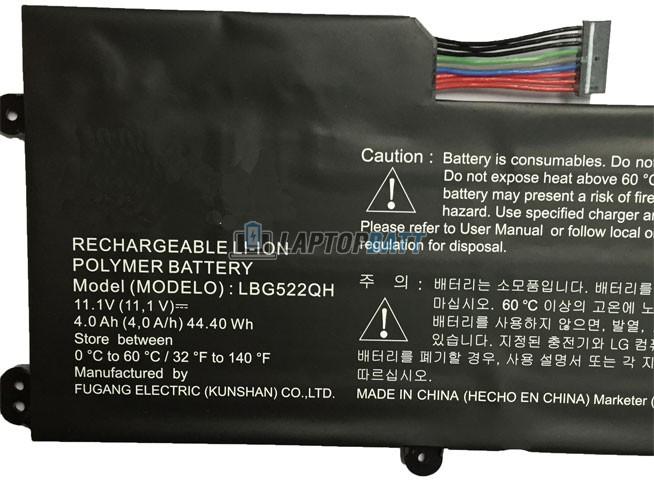 Caution : Battery is consumables. Do no
Do not expose heat above 60 °C
battery may present a risk of fire
hazard. Use specified charger a
Please refer to User Manual or follow local o
regulation for disposal.
LAPTOPBATT
RECHARGEABLE LI-ION
POLYMER BATTERY
Model (MODELO) : LBG522QH
11.1V (11,1 V)⎓
4.0 Ah (4,0 A/h) 44.40 Wh
Store between
0 °C to 60 °C / 32 °F to 140 °F
Manufactured by
FUGANG ELECTRIC (KUNSHAN) CO.,LTD.
주 의 : 배터리는 소모품입니다. 배터리를
마십시오. 60 ℃ 이상의 고온에 노
배터리를 사용하지 않으면, 발열,
있습니다. 지정된 충전기와 LG 컴퓨
배터리를 폐기할 경우, 사용 설명서 또는 각 지
따르십시오.
MADE IN CHINA (HECHO EN CHINA) Marketer (